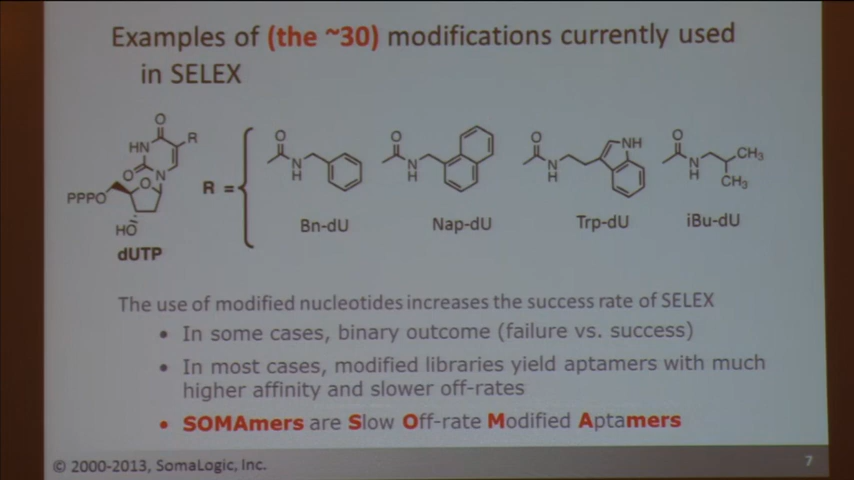 Examples of (the ~30) modifications currently used
in SELEX
O
HN
R
O
N
O
PPPO
HO
dUTP
R =
O
N
H
Bn-dU
O
N
H
Nap-dU
O
N
H
NH
Trp-dU
O
N
H
CH3
CH3
iBu-dU
The use of modified nucleotides increases the success rate of SELEX
• In some cases, binary outcome (failure vs. success)
• In most cases, modified libraries yield aptamers with much
higher affinity and slower off-rates
• SOMAmers are Slow Off-rate Modified Aptamers
© 2000-2013, SomaLogic, Inc.
7